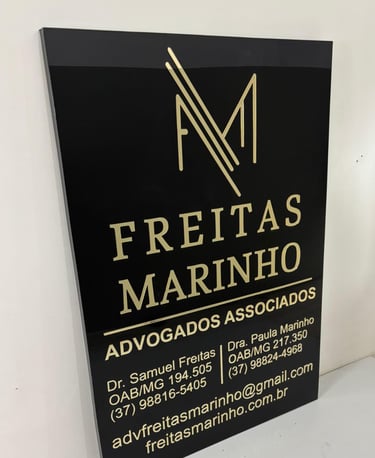 FM
FREITAS
MARINHO
ADVOGADOS ASSOCIADOS
Dr. Samuel Freitas
OAB/MG 194.505
(37) 98816-5405
Dra. Paula Marinho
OAB/MG 217.350
(37) 98824-4968
advfreitasmarinho@gmail.com
freitasmarinho.com.br